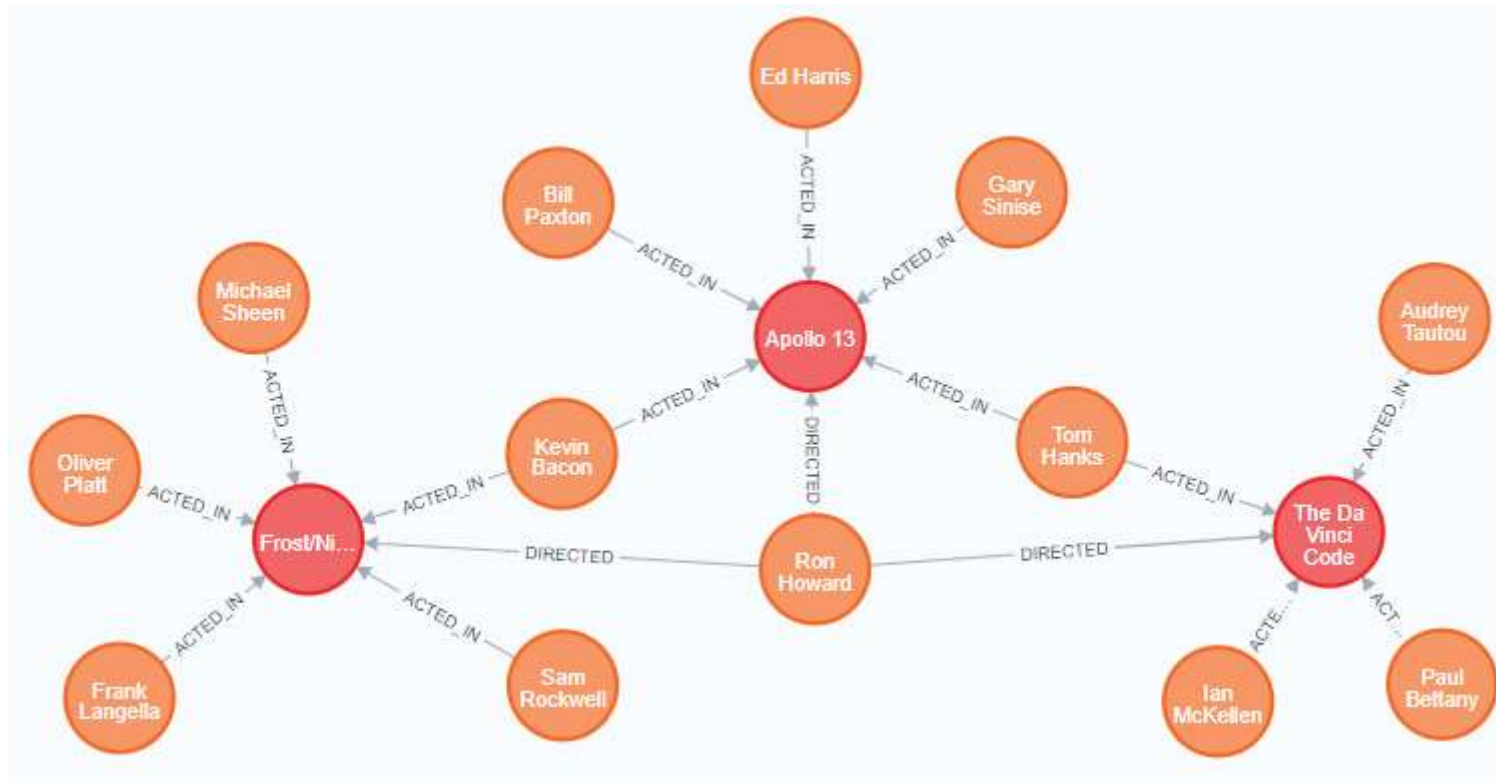 Ed Harris
Bill
Paxton
Gary
Sinise
ACTED_IN
ACTED_IN
ACTED_IN
Michael
Sheen
Apollo 13
Audrey
Tautou
ACTED_IN
ACTED_IN
ACTED_IN
ACTED_IN
Oliver
Platt
Kevin
Bacon
DIRECTED
Tom
Hanks
ACTED_IN
ACTED_IN
ACTED_IN
Frost/Ni...
DIRECTED
Ron
Howard
DIRECTED
The Da
Vinci
Code
ACTED_IN
ACTED_IN
ACTE...
ACT...
Frank
Langella
Sam
Rockwell
Ian
McKellen
Paul
Bettany